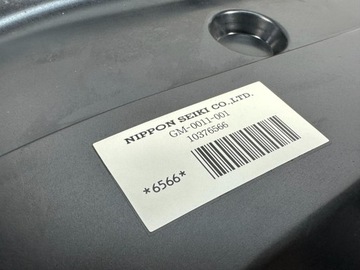 NIPPON SEIKI CO.,LTD.
GM-0011-001
10376566
*6566*